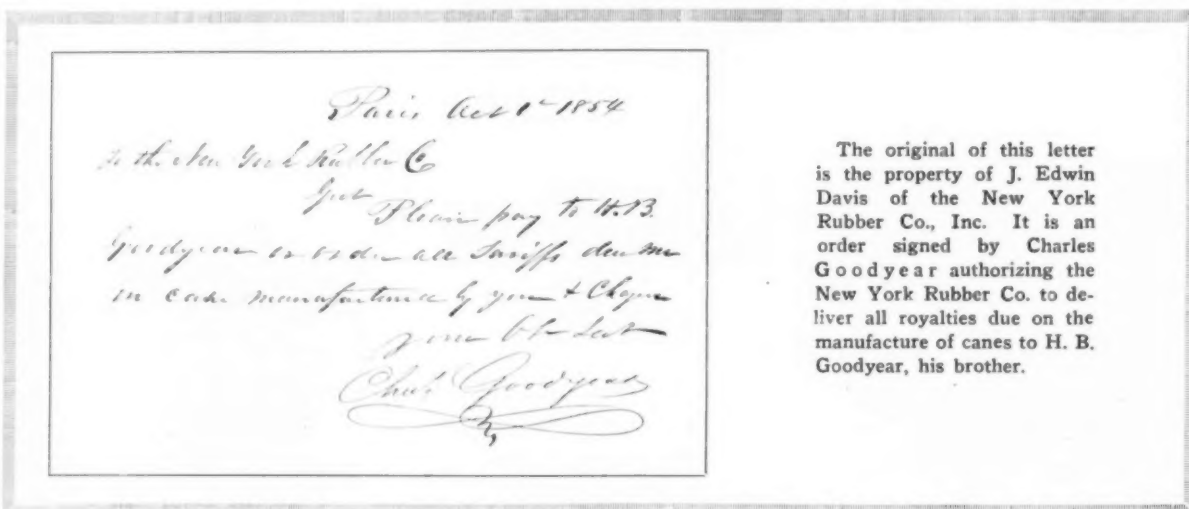 Paris Oct 1st 1854
To the New York Rubber Co
Gent
Please pay to H.B.
Goodyear or order all Tariffs due me
on cane manufactured by you &
your Obt Sevt
Chas Goodyear
The original of this letter
is the property of J. Edwin
Davis of the New York
Rubber Co., Inc. It is an
order signed by Charles
Goodyear authorizing the
New York Rubber Co. to de-
liver all royalties due on the
manufacture of canes to H. B.
Goodyear, his brother.